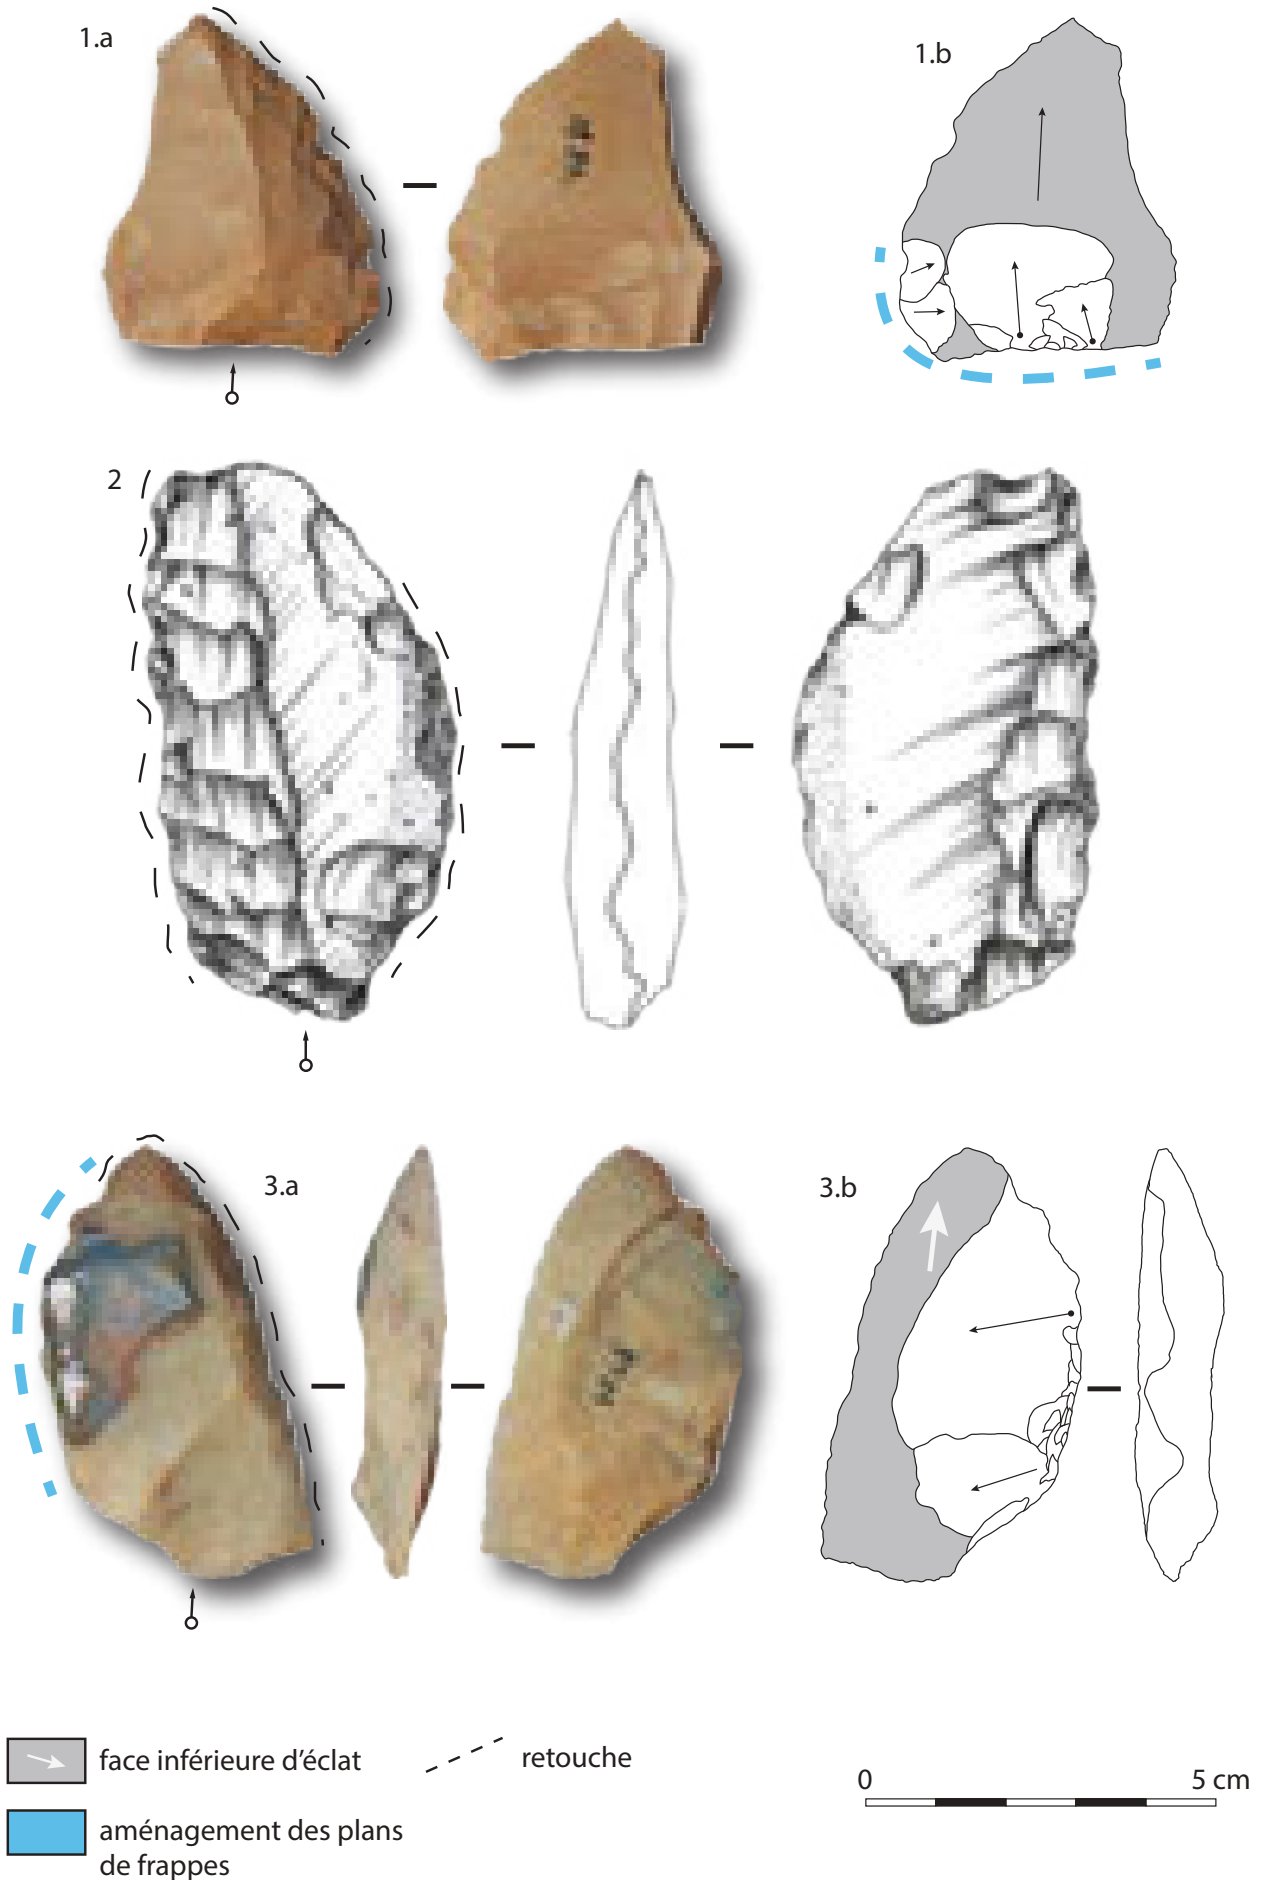 1.a
1.b
2
3.a
3.b
face inférieure d'éclat
retouche
aménagement des plans
de frappes
0 5 cm